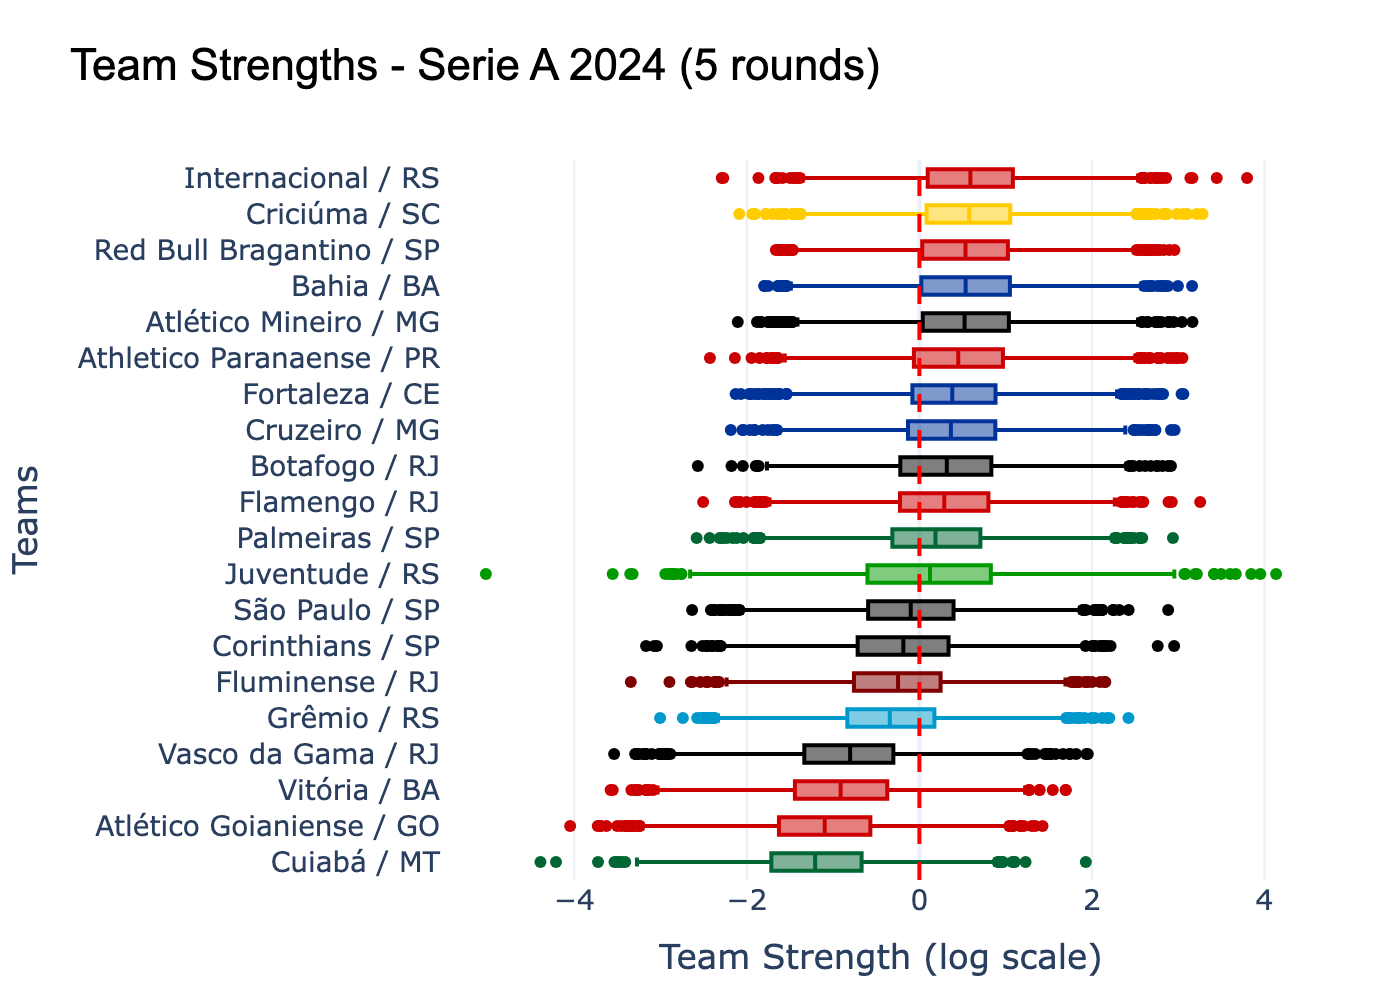 Team Strengths - Serie A 2024 (5 rounds)
Teams
Internacional / RS
Criciúma / SC
Red Bull Bragantino / SP
Bahia / BA
Atlético Mineiro / MG
Athletico Paranaense / PR
Fortaleza / CE
Cruzeiro / MG
Botafogo / RJ
Flamengo / RJ
Palmeiras / SP
Juventude / RS
São Paulo / SP
Corinthians / SP
Fluminense / RJ
Grêmio / RS
Vasco da Gama / RJ
Vitória / BA
Atlético Goianiense / GO
Cuiabá / MT
−4 −2 0 2 4
Team Strength (log scale)